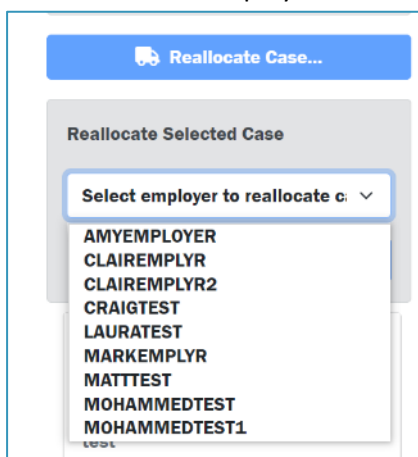 Reallocate Case...
Reallocate Selected Case
Select employer to reallocate ca
AMYEMPLOYER
CLAIREMPLYR
CLAIREMPLYR2
CRAIGTEST
LAURATEST
MARKEMPLYR
MATTTEST
MOHAMMEDTEST
MOHAMMEDTEST1
test